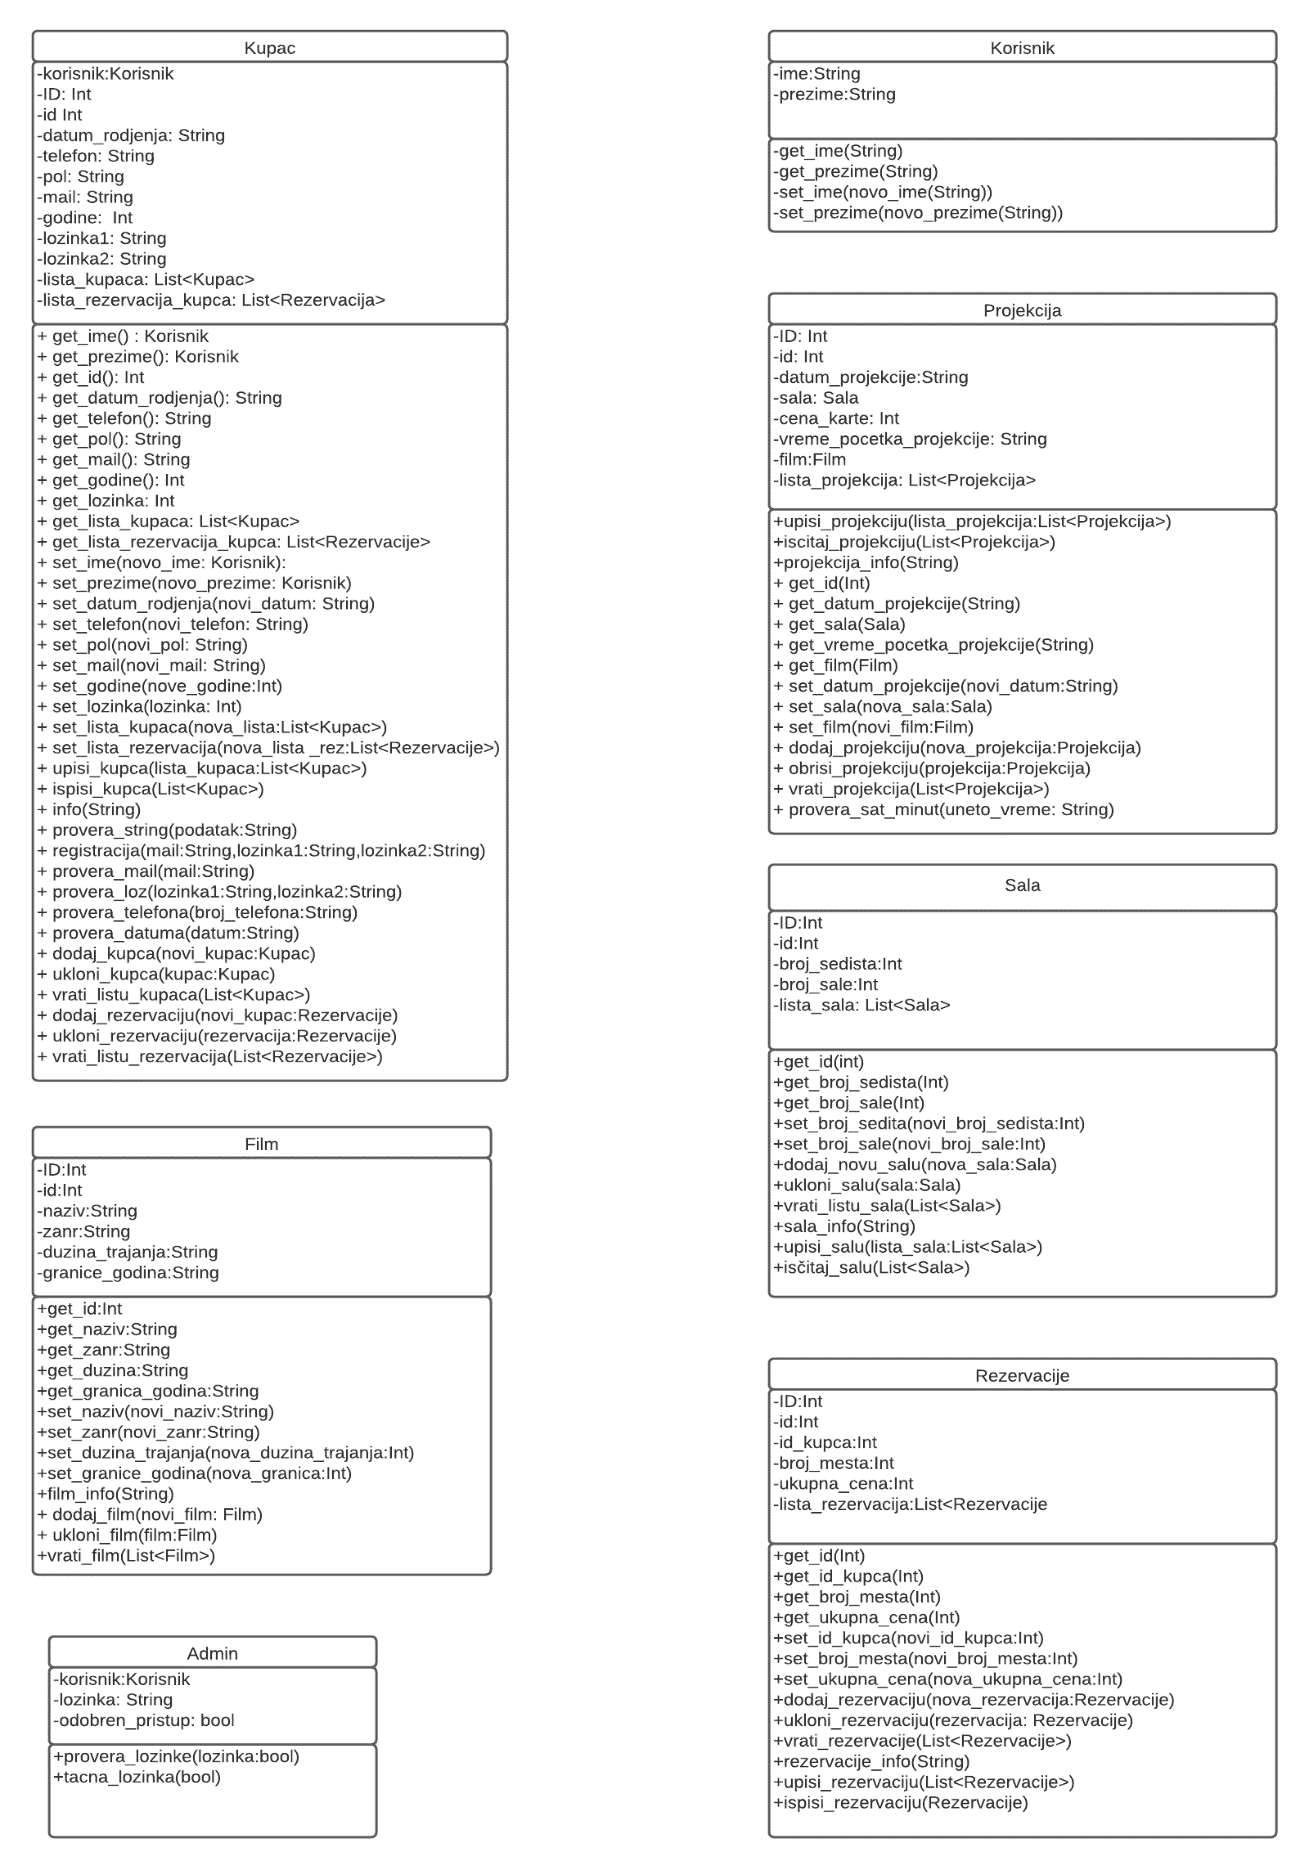 Kupac
-korisnik:Korisnik
-ID: Int
-id Int
-datum_rodjenja: String
-telefon: String
-pol: String
-mail: String
-godine:  Int
-lozinka1: String
-lozinka2: String
-lista_kupaca: List<Kupac>
-lista_rezervacija_kupca: List<Rezervacija>
+ get_ime() : Korisnik
+ get_prezime(): Korisnik
+ get_id(): Int
+ get_datum_rodjenja(): String
+ get_telefon(): String
+ get_pol(): String
+ get_mail(): String
+ get_godine(): Int
+ get_lozinka: Int
+ get_lista_kupaca: List<Kupac>
+ get_lista_rezervacija_kupca: List<Rezervacije>
+ set_ime(novo_ime: Korisnik):
+ set_prezime(novo_prezime: Korisnik)
+ set_datum_rodjenja(novi_datum: String)
+ set_telefon(novi_telefon: String)
+ set_pol(novi_pol: String)
+ set_mail(novi_mail: String)
+ set_godine(nove_godine:Int)
+ set_lozinka(lozinka: Int)
+ set_lista_kupaca(nova_lista:List<Kupac>)
+ set_lista_rezervacija(nova_lista _rez:List<Rezervacije>)
+ upisi_kupca(lista_kupaca:List<Kupac>)
+ ispisi_kupca(List<Kupac>)
+ info(String)
+ provera_string(podatak:String)
+ registracija(mail:String,lozinka1:String,lozinka2:String)
+ provera_mail(mail:String)
+ provera_loz(lozinka1:String,lozinka2:String)
+ provera_telefona(broj_telefona:String)
+ provera_datuma(datum:String)
+ dodaj_kupca(novi_kupac:Kupac)
+ ukloni_kupca(kupac:Kupac)
+ vrati_listu_kupaca(List<Kupac>)
+ dodaj_rezervaciju(novi_kupac:Rezervacije)
+ ukloni_rezervaciju(rezervacija:Rezervacije)
+ vrati_listu_rezervacija(List<Rezervacije>)
Film
-ID:Int
-id:Int
-naziv:String
-zanr:String
-duzina_trajanja:String
-granice_godina:String
+get_id:Int
+get_naziv:String
+get_zanr:String
+get_duzina:String
+get_granica_godina:String
+set_naziv(novi_naziv:String)
+set_zanr(novi_zanr:String)
+set_duzina_trajanja(nova_duzina_trajanja:Int)
+set_granice_godina(nova_granica:Int)
+film_info(String)
+ dodaj_film(novi_film: Film)
+ ukloni_film(film:Film)
+vrati_film(List<Film>)
Admin
-korisnik:Korisnik
-lozinka: String
-odobren_pristup: bool
+provera_lozinke(lozinka:bool)
+tacna_lozinka(bool)
Korisnik
-ime:String
-prezime:String
-get_ime(String)
-get_prezime(String)
-set_ime(novo_ime(String))
-set_prezime(novo_prezime(String))
Projekcija
-ID: Int
-id: Int
-datum_projekcije:String
-sala: Sala
-cena_karte: Int
-vreme_pocetka_projekcije: String
-film:Film
-lista_projekcija: List<Projekcija>
+upisi_projekciju(lista_projekcija:List<Projekcija>)
+iscitaj_projekciju(List<Projekcija>)
+projekcija_info(String)
+ get_id(Int)
+ get_datum_projekcije(String)
+ get_sala(Sala)
+ get_vreme_pocetka_projekcije(String)
+ get_film(Film)
+ set_datum_projekcije(novi_datum:String)
+ set_sala(nova_sala:Sala)
+ set_film(novi_film:Film)
+ dodaj_projekciju(nova_projekcija:Projekcija)
+ obrisi_projekciju(projekcija:Projekcija)
+ vrati_projekcija(List<Projekcija>)
+ provera_sat_minut(uneto_vreme: String)
Sala
-ID:Int
-id:Int
-broj_sedista:Int
-broj_sale:Int
-lista_sala: List<Sala>
+get_id(int)
+get_broj_sedista(Int)
+get_broj_sale(Int)
+set_broj_sedita(novi_broj_sedista:Int)
+set_broj_sale(novi_broj_sale:Int)
+dodaj_novu_salu(nova_sala:Sala)
+ukloni_salu(sala:Sala)
+vrati_listu_sala(List<Sala>)
+sala_info(String)
+upisi_salu(lista_sala:List<Sala>)
+isčitaj_salu(List<Sala>)
Rezervacije
-ID:Int
-id:Int
-id_kupca:Int
-broj_mesta:Int
-ukupna_cena:Int
-lista_rezervacija:List<Rezervacije
+get_id(Int)
+get_id_kupca(Int)
+get_broj_mesta(Int)
+get_ukupna_cena(Int)
+set_id_kupca(novi_id_kupca:Int)
+set_broj_mesta(novi_broj_mesta:Int)
+set_ukupna_cena(nova_ukupna_cena:Int)
+dodaj_rezervaciju(nova_rezervacija:Rezervacije)
+ukloni_rezervaciju(rezervacija: Rezervacije)
+vrati_rezervacije(List<Rezervacije>)
+rezervacije_info(String)
+upisi_rezervaciju(List<Rezervacije>)
+ispisi_rezervaciju(Rezervacije)